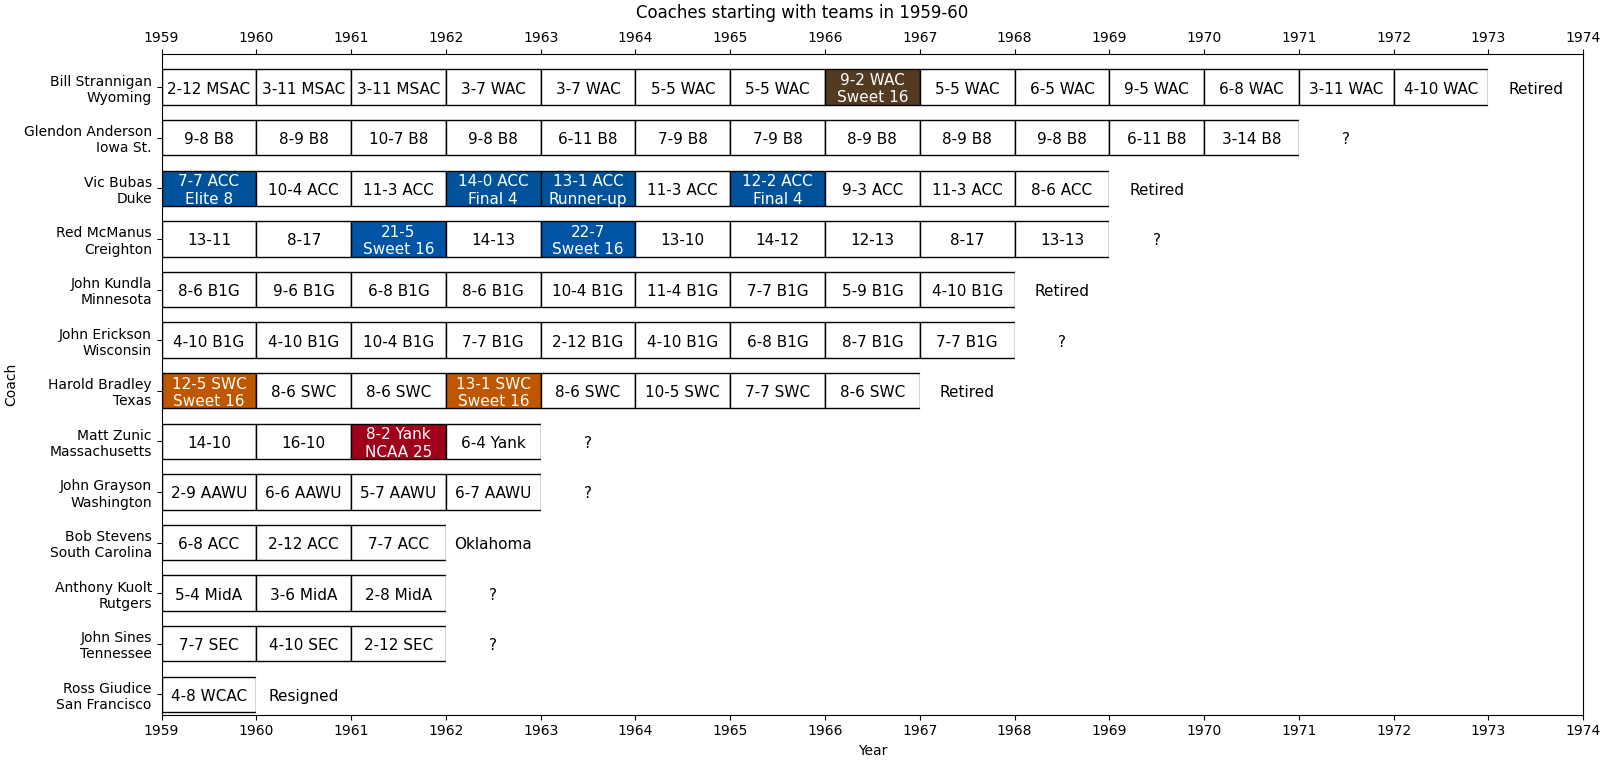 Coaches starting with teams in 1959-60
1959 1960 1961 1962 1963 1964 1965 1966 1967 1968 1969 1970 1971 1972 1973 1974
Coach
Bill Strannigan
Wyoming
2-12 MSAC 3-11 MSAC 3-11 MSAC 3-7 WAC 3-7 WAC 5-5 WAC 5-5 WAC 9-2 WAC
Sweet 16 5-5 WAC 6-5 WAC 9-5 WAC 6-8 WAC 3-11 WAC 4-10 WAC Retired
Glendon Anderson
Iowa St.
9-8 B8 8-9 B8 10-7 B8 9-8 B8 6-11 B8 7-9 B8 7-9 B8 8-9 B8 8-9 B8 9-8 B8 6-11 B8 3-14 B8 ?
Vic Bubas
Duke
7-7 ACC
Elite 8 10-4 ACC 11-3 ACC 14-0 ACC
Final 4 13-1 ACC
Runner-up 11-3 ACC 12-2 ACC
Final 4 9-3 ACC 11-3 ACC 8-6 ACC Retired
Red McManus
Creighton
13-11 8-17 21-5
Sweet 16 14-13 22-7
Sweet 16 13-10 14-12 12-13 8-17 13-13 ?
John Kundla
Minnesota
8-6 B1G 9-6 B1G 6-8 B1G 8-6 B1G 10-4 B1G 11-4 B1G 7-7 B1G 5-9 B1G 4-10 B1G Retired
John Erickson
Wisconsin
4-10 B1G 4-10 B1G 10-4 B1G 7-7 B1G 2-12 B1G 4-10 B1G 6-8 B1G 8-7 B1G 7-7 B1G ?
Harold Bradley
Texas
12-5 SWC
Sweet 16 8-6 SWC 8-6 SWC 13-1 SWC
Sweet 16 8-6 SWC 10-5 SWC 7-7 SWC 8-6 SWC Retired
Matt Zunic
Massachusetts
14-10 16-10 8-2 Yank
NCAA 25 6-4 Yank ?
John Grayson
Washington
2-9 AAWU 6-6 AAWU 5-7 AAWU 6-7 AAWU ?
Bob Stevens
South Carolina
6-8 ACC 2-12 ACC 7-7 ACC Oklahoma
Anthony Kuolt
Rutgers
5-4 MidA 3-6 MidA 2-8 MidA ?
John Sines
Tennessee
7-7 SEC 4-10 SEC 2-12 SEC ?
Ross Giudice
San Francisco
4-8 WCAC Resigned
1959 1960 1961 1962 1963 1964 1965 1966 1967 1968 1969 1970 1971 1972 1973 1974
Year